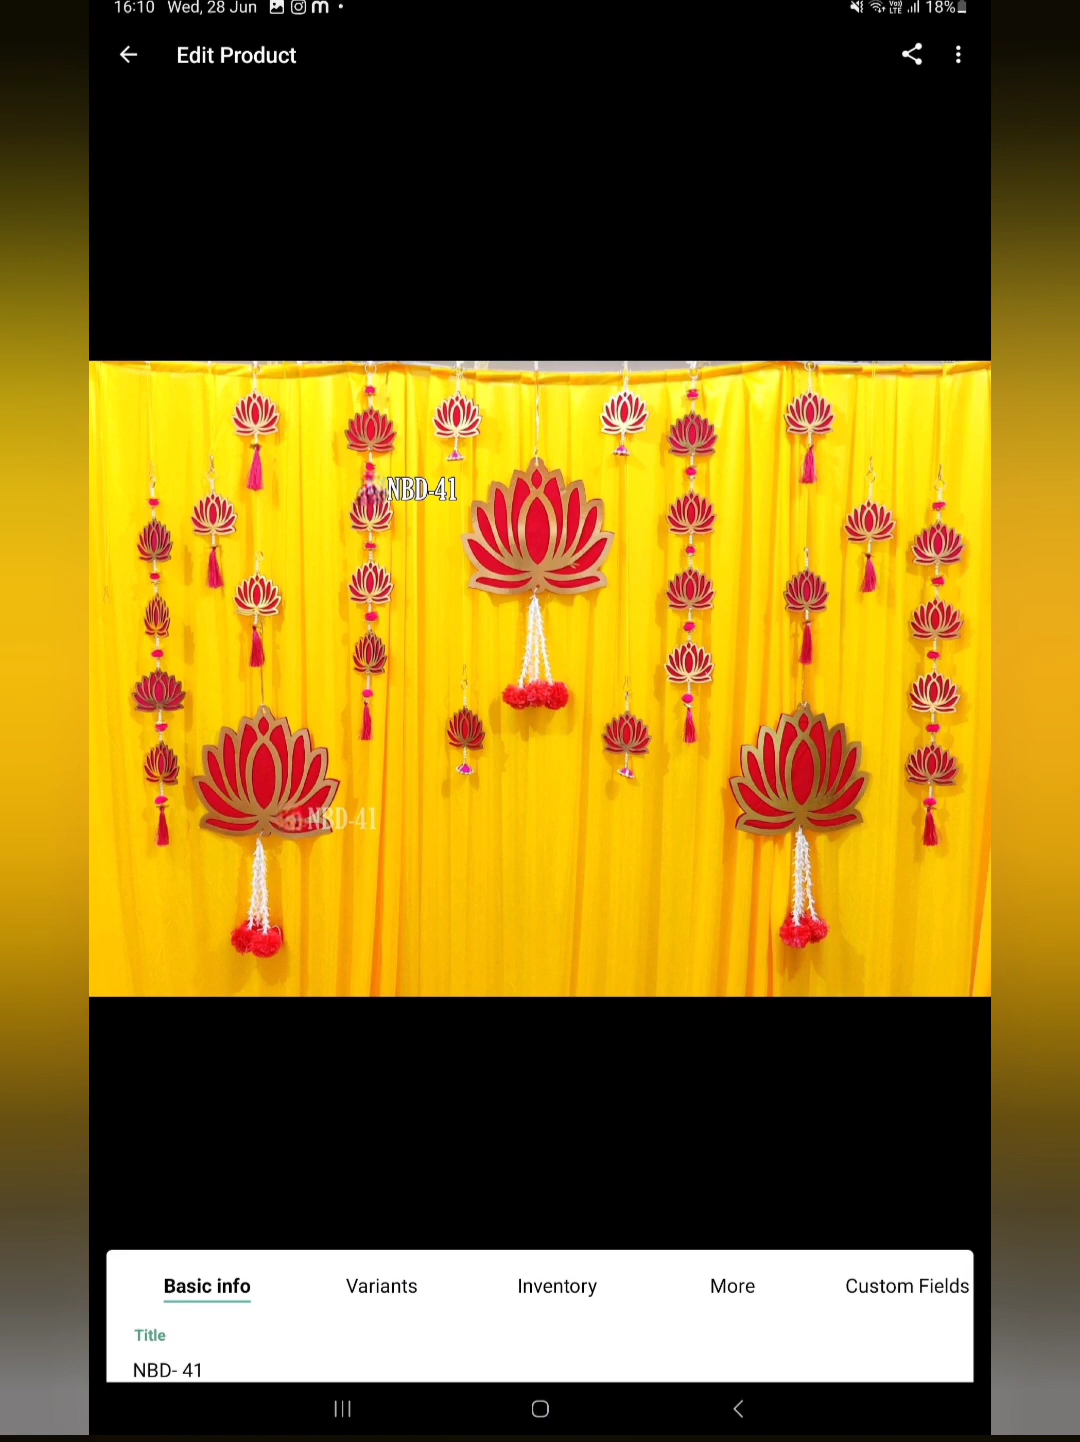 16:10 Wed, 28 Jun
18%
Edit Product
NBD-41
NBD-41
Basic info
Variants
Inventory
More
Custom Fields
Title
NBD- 41